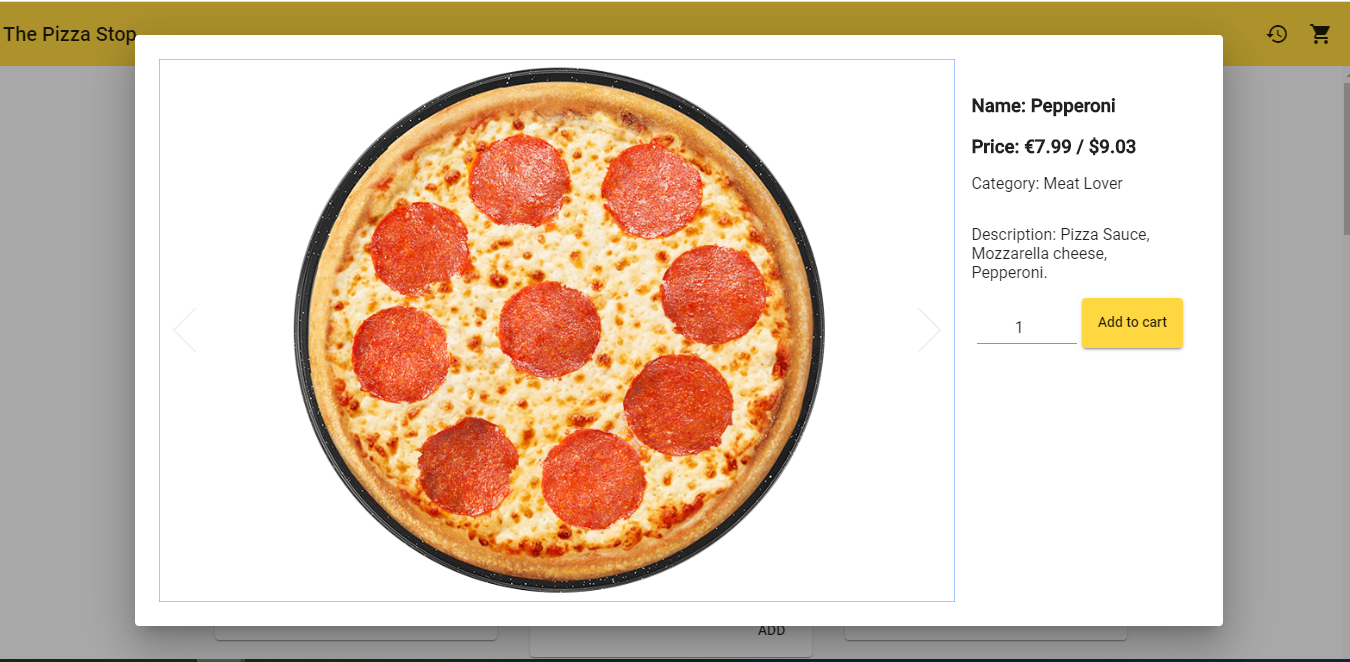 The Pizza Stop
Name: Pepperoni
Price: €7.99 / $9.03
Category: Meat Lover
Description: Pizza Sauce,
Mozzarella cheese,
Pepperoni.
1
Add to cart
ADD